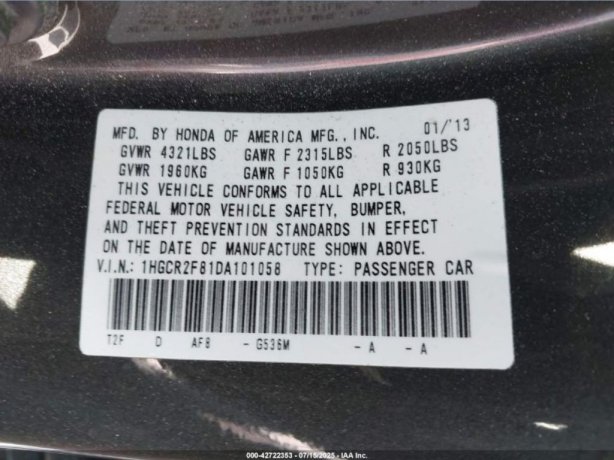 MFD. BY HONDA OF AMERICA MFG., INC. 01/'13
GVWR 4321LBS GAWR F 2315LBS R 2050LBS
GVWR 1960KG GAWR F 1050KG R 930KG
THIS VEHICLE CONFORMS TO ALL APPLICABLE
FEDERAL MOTOR VEHICLE SAFETY, BUMPER,
AND THEFT PREVENTION STANDARDS IN EFFECT
ON THE DATE OF MANUFACTURE SHOWN ABOVE.
V.I.N.: 1HGCR2F81DA101058 TYPE: PASSENGER CAR
T2F D AF8 - G536M - A - A
000-42722353 - 07/15/2025 - IAA Inc.